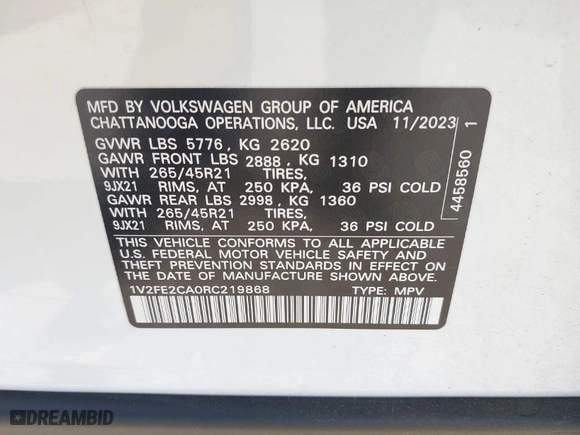 MFD BY VOLKSWAGEN GROUP OF AMERICA
CHATTANOOGA OPERATIONS, LLC. USA 11/2023
GVWR LBS 5776, KG 2620
GAWR FRONT LBS 2888, KG 1310
WITH 265/45R21 TIRES,
9JX21 RIMS, AT 250 KPA, 36 PSI COLD
GAWR REAR LBS 2998, KG 1360
WITH 265/45R21 TIRES,
9JX21 RIMS, AT 250 KPA, 36 PSI COLD
THIS VEHICLE CONFORMS TO ALL APPLICABLE
U.S. FEDERAL MOTOR VEHICLE SAFETY AND
THEFT PREVENTION STANDARDS IN EFFECT ON
THE DATE OF MANUFACTURE SHOWN ABOVE.
1V2FE2CA0RC219868 TYPE: MPV
4458560 1
DREAMBID